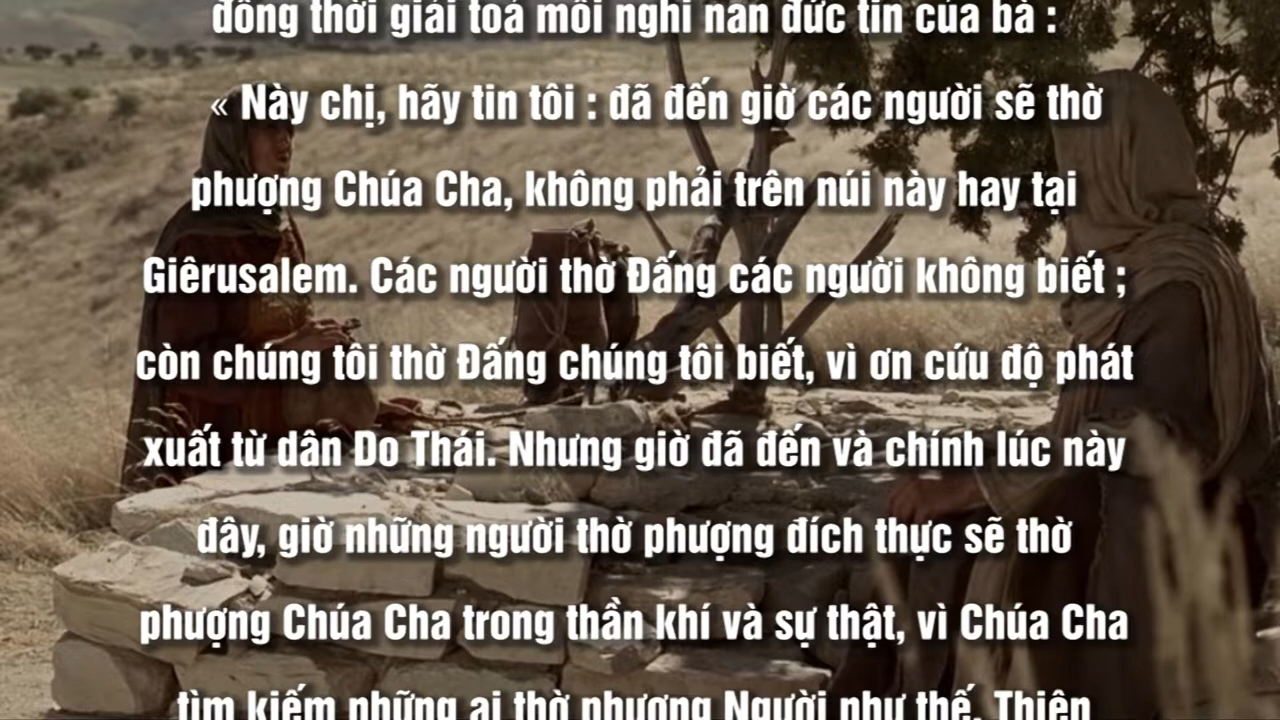 đồng thời giải toả mối nghi nan đức tin của bà :
« Này chị, hãy tin tôi : đã đến giờ các người sẽ thờ
phượng Chúa Cha, không phải trên núi này hay tại
Giêrusalem. Các người thờ Đấng các người không biết ;
còn chúng tôi thờ Đấng chúng tôi biết, vì ơn cứu độ phát
xuất từ dân Do Thái. Nhưng giờ đã đến và chính lúc này
đây, giờ những người thờ phượng đích thực sẽ thờ
phượng Chúa Cha trong thần khí và sự thật, vì Chúa Cha
tìm kiếm những ai thờ phượng Người như thế. Thiên